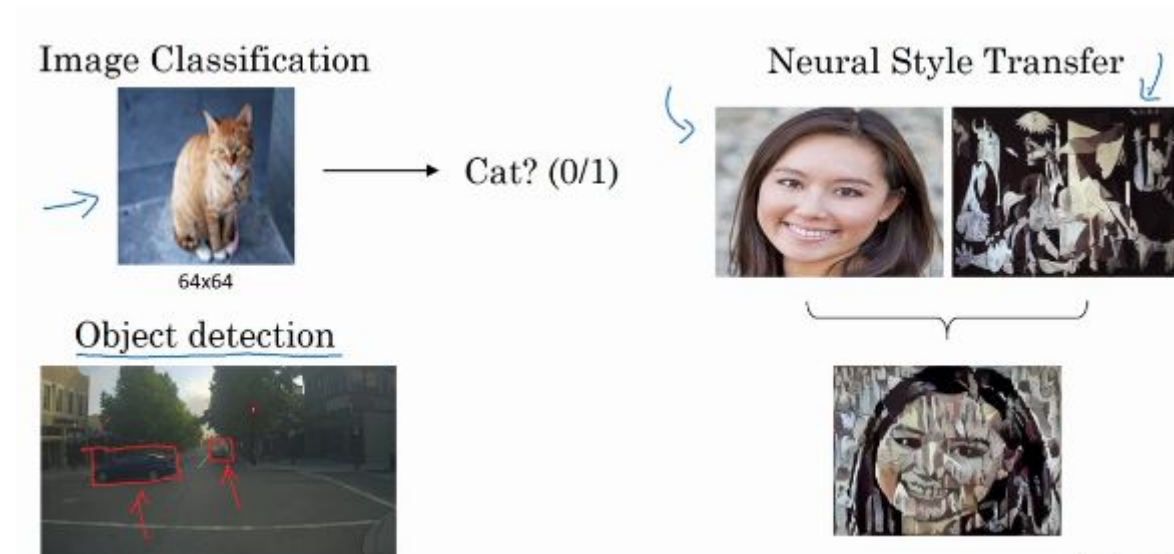 Image Classification
Cat? (0/1)
64x64
Object detection
Neural Style Transfer